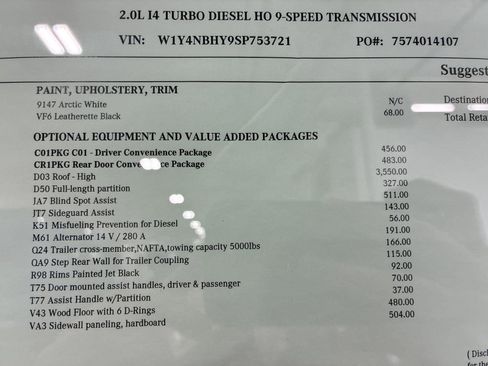 2.0L I4 TURBO DIESEL HO 9-SPEED TRANSMISSION
VIN: W1Y4NBHY9SP753721 PO#: 7574014107
Suggest
PAINT, UPHOLSTERY, TRIM
9147 Arctic White N/C Destination
VF6 Leatherette Black 68.00 Total Reta
OPTIONAL EQUIPMENT AND VALUE ADDED PACKAGES
C01PKG C01 - Driver Convenience Package 456.00
CR1PKG Rear Door Convenience Package 483.00
D03 Roof - High 3,550.00
D50 Full-length partition 327.00
JA7 Blind Spot Assist 511.00
JT7 Sideguard Assist 143.00
K51 Misfueling Prevention for Diesel 56.00
M61 Alternator 14 V / 280 A 191.00
Q24 Trailer cross-member,NAFTA,towing capacity 5000lbs 166.00
QA9 Step Rear Wall for Trailer Coupling 115.00
R98 Rims Painted Jet Black 92.00
T75 Door mounted assist handles, driver & passenger 70.00
T77 Assist Handle w/Partition 37.00
V43 Wood Floor with 6 D-Rings 480.00
VA3 Sidewall paneling, hardboard 504.00
( Discl
for the